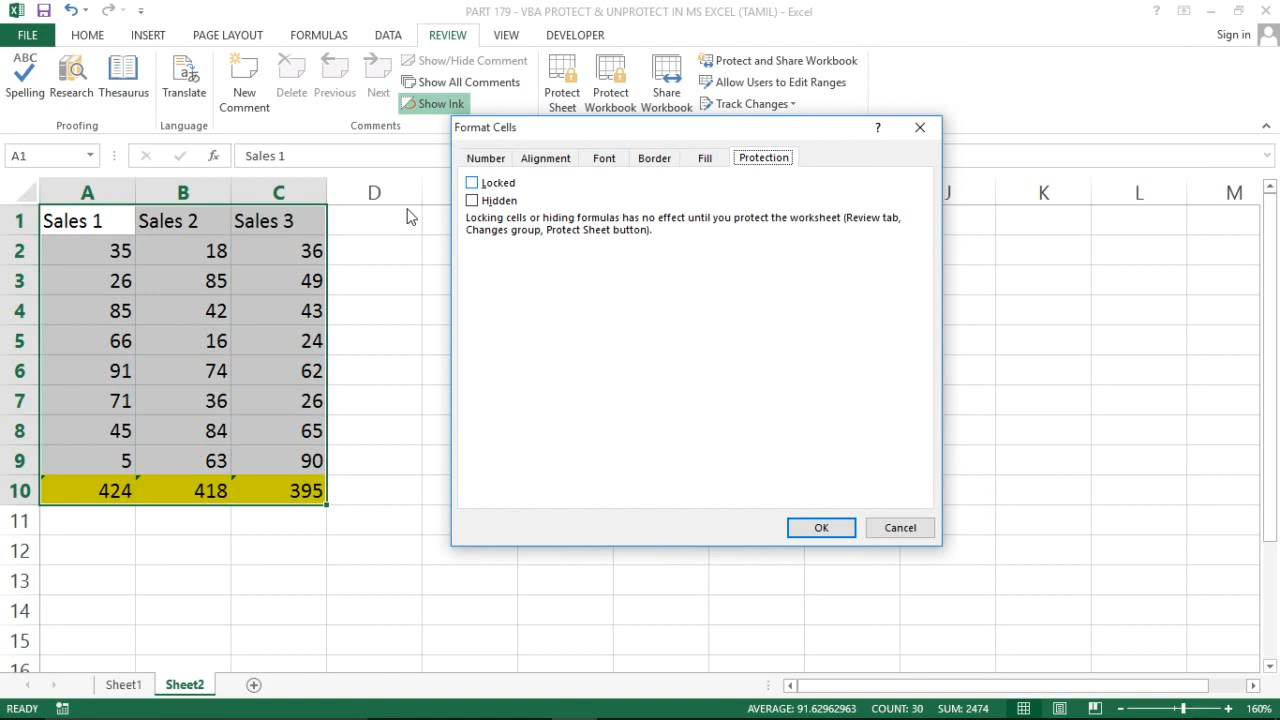 PART 179 - VBA PROTECT & UNPROTECT IN MS EXCEL (TAMIL) - Excel
FILE HOME INSERT PAGE LAYOUT FORMULAS DATA REVIEW VIEW DEVELOPER Sign in
ABC
Spelling
Research
Thesaurus
Proofing
Translate
Language
New
Comment
Delete
Previous
Next
Show/Hide Comment
Show All Comments
Show Ink
Comments
Protect
Sheet
Protect
Workbook
Share
Workbook
Protect and Share Workbook
Allow Users to Edit Ranges
Track Changes
A1 fx Sales 1
A B C D J K L M
1 Sales 1 Sales 2 Sales 3
2 35 18 36
3 26 85 49
4 85 42 43
5 66 16 24
6 91 74 62
7 71 36 26
8 45 84 65
9 5 63 90
10 424 418 395
11
12
13
14
15
16
Format Cells ?
Number Alignment Font Border Fill Protection
Locked
Hidden
Locking cells or hiding formulas has no effect until you protect the worksheet (Review tab,
Changes group, Protect Sheet button).
OK Cancel
Sheet1 Sheet2
READY AVERAGE: 91.62962963 COUNT: 30 SUM: 2474 160%